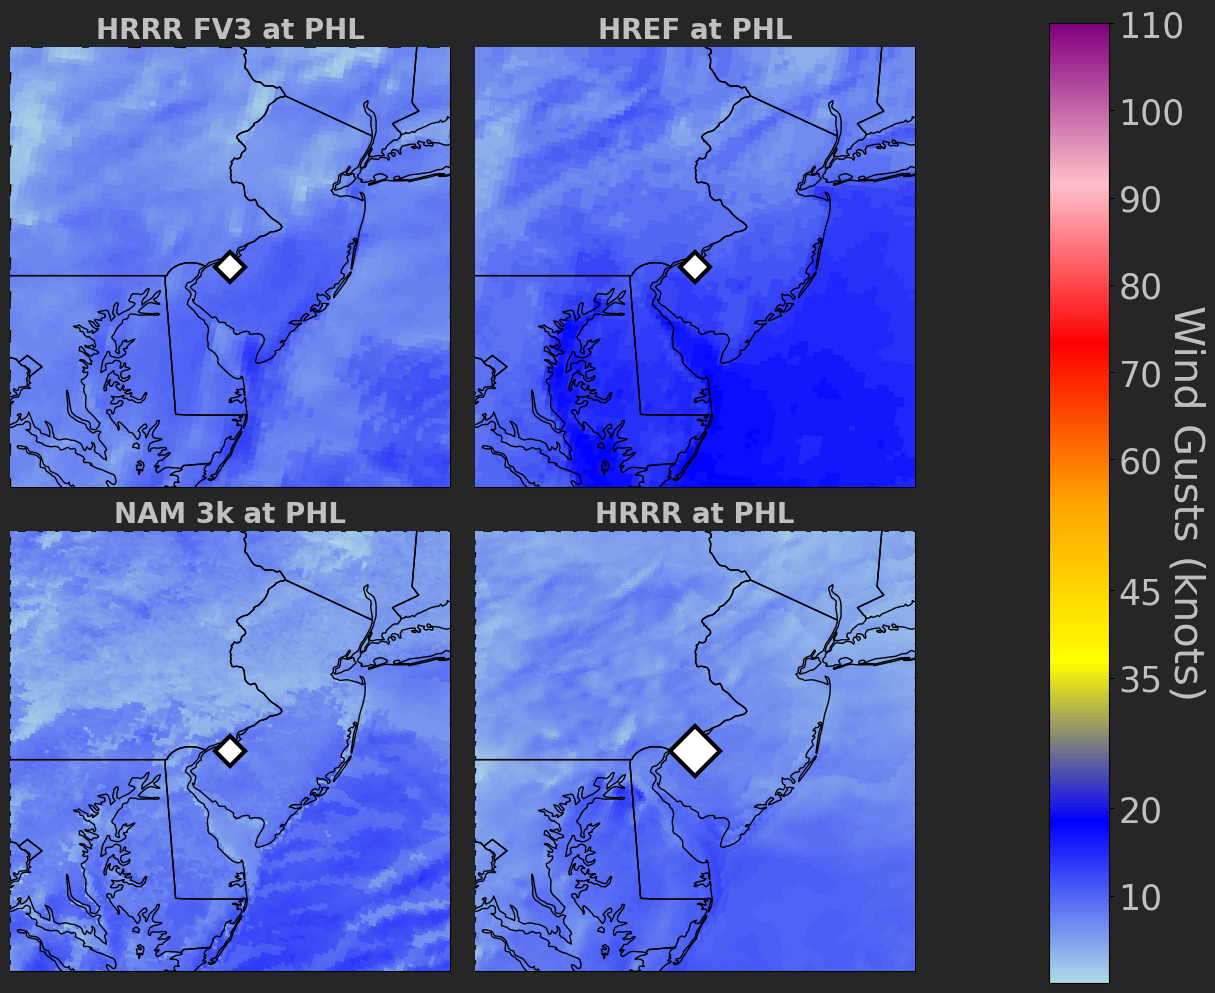 HRRR FV3 at PHL
HREF at PHL
NAM 3k at PHL
HRRR at PHL
110
100
90
80
70
60
45
35
20
10
Wind Gusts (knots)